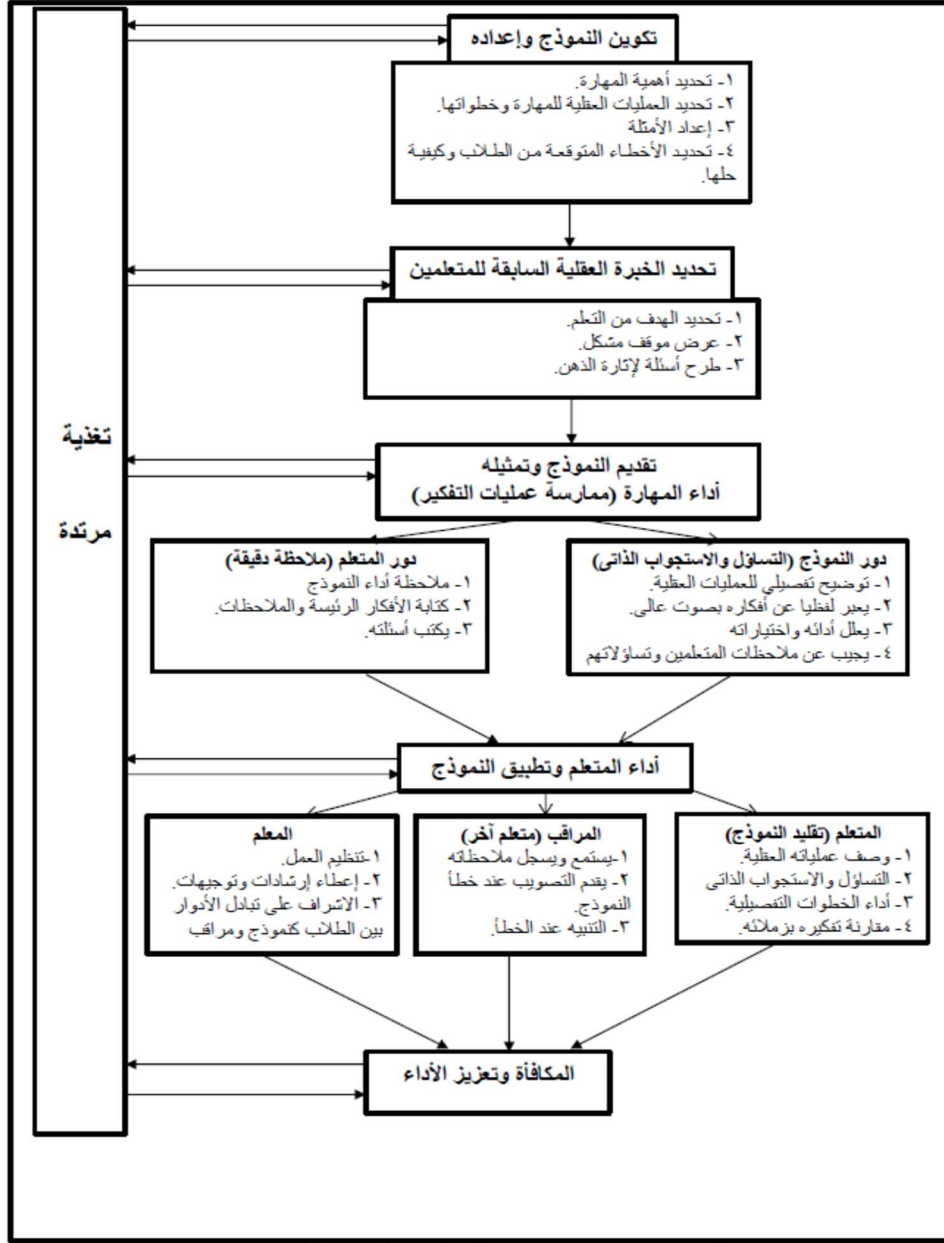 تكوين النموذج وإعداده
١- تحديد أهمية المهارة.
٢- تحديد العمليات العقلية للمهارة وخطواتها.
٣- إعداد الأمثلة
٤- تحديد الأخطاء المتوقعة من الطلاب وكيفية
حلها.
تحديد الخبرة العقلية السابقة للمتعلمين
١- تحديد الهدف من التعلم.
٢- عرض موقف مشكل.
٣- طرح أسئلة لإثارة الذهن.
تغذية
مرتدة
تقديم النموذج وتمثيله
أداء المهارة (ممارسة عمليات التفكير)
دور النموذج (التساؤل والاستجواب الذاتى)
١- توضيح تفصيلى للعمليات العقلية.
٢- يعبر لفظيا عن أفكاره بصوت عالى.
٣- يعلل أدائه واختياراته
٤- يجيب عن ملاحظات المتعلمين وتساؤلاتهم
دور المتعلم (ملاحظة دقيقة)
١- ملاحظة أداء النموذج
٢- كتابة الأفكار الرئيسة والملاحظات.
٣- يكتب أسئلته.
أداء المتعلم وتطبيق النموذج
المتعلم (تقليد النموذج)
١- وصف عملياته العقلية.
٢- التساؤل والاستجواب الذاتى
٣- أداء الخطوات التفصيلية.
٤- مقارنة تفكيره بزملائه.
المراقب (متعلم آخر)
١-يستمع ويسجل ملاحظاته
٢- يقدم التصويب عند خطأ
النموذج.
٣- التنبيه عند الخطأ.
المعلم
١-تنظيم العمل.
٢- إعطاء إرشادات وتوجيهات.
٣- الاشراف على تبادل الأدوار
بين الطلاب كنموذج ومراقب
المكافأة وتعزيز الأداء